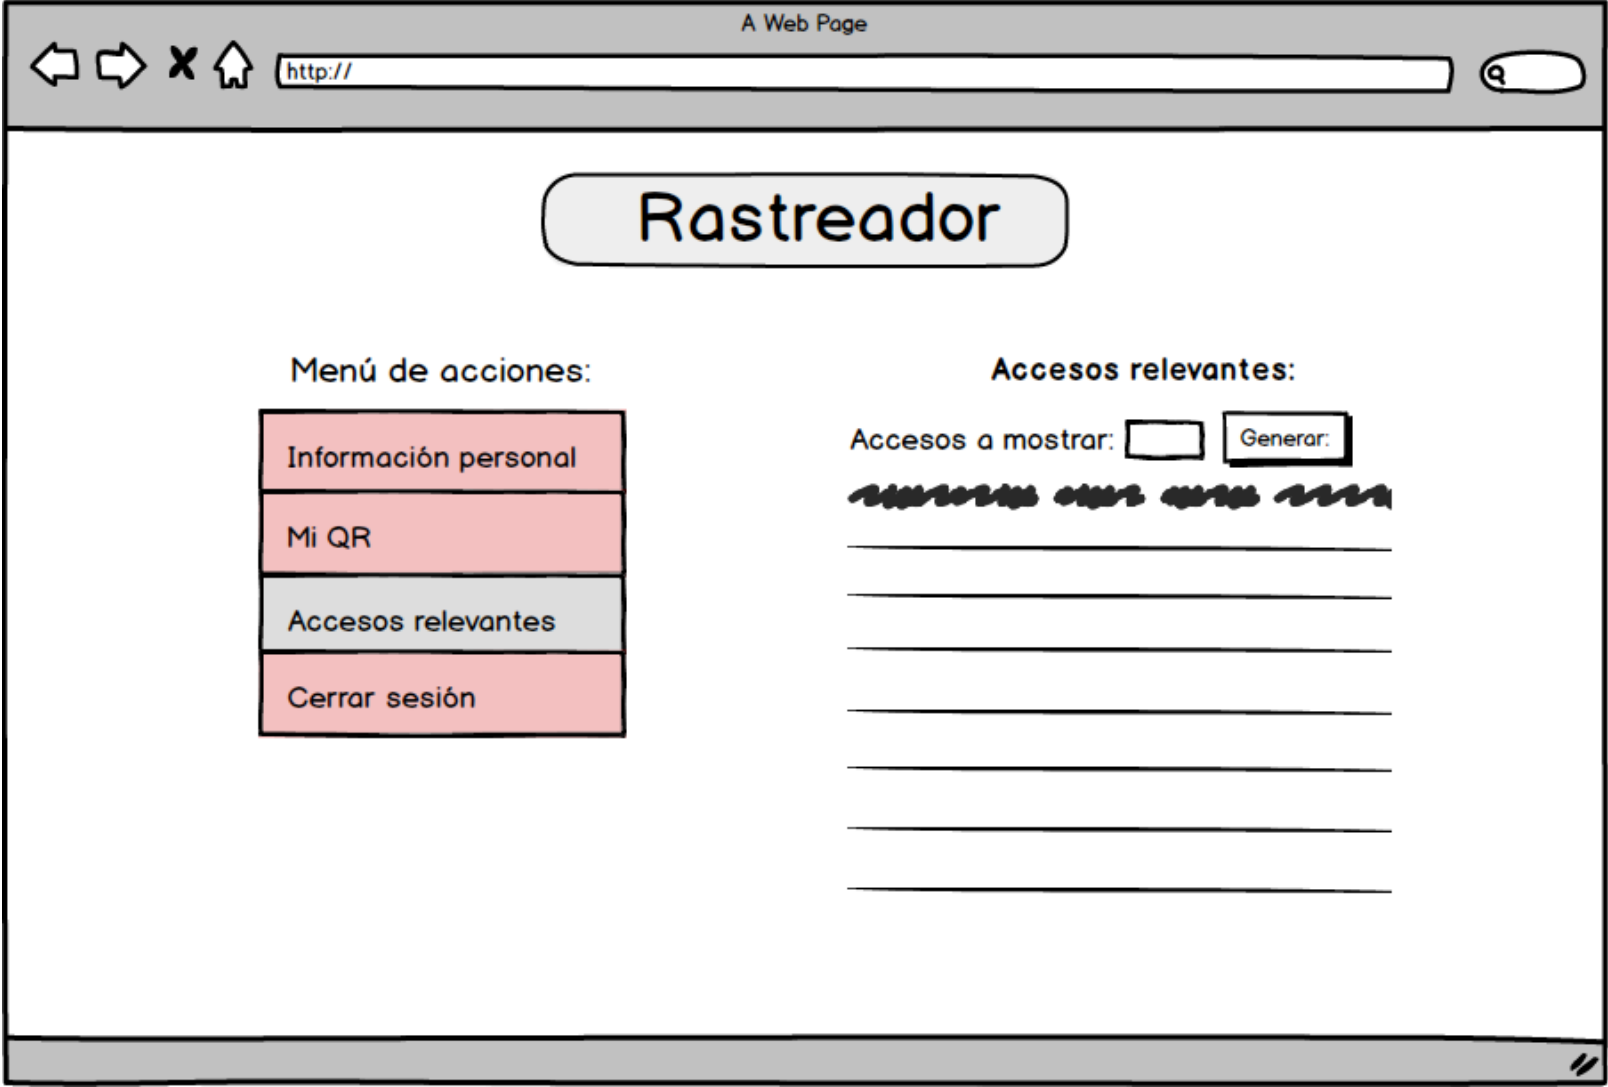 A Web Page
http://
Rastreador
Menú de acciones:
Información personal
Mi QR
Accesos relevantes
Cerrar sesión
Accesos relevantes:
Accesos a mostrar:
Generar: